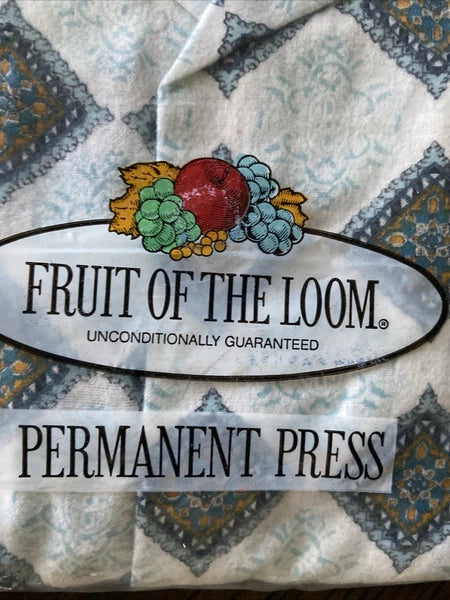 FRUIT OF THE LOOM®
UNCONDITIONALLY GUARANTEED
PERMANENT PRESS